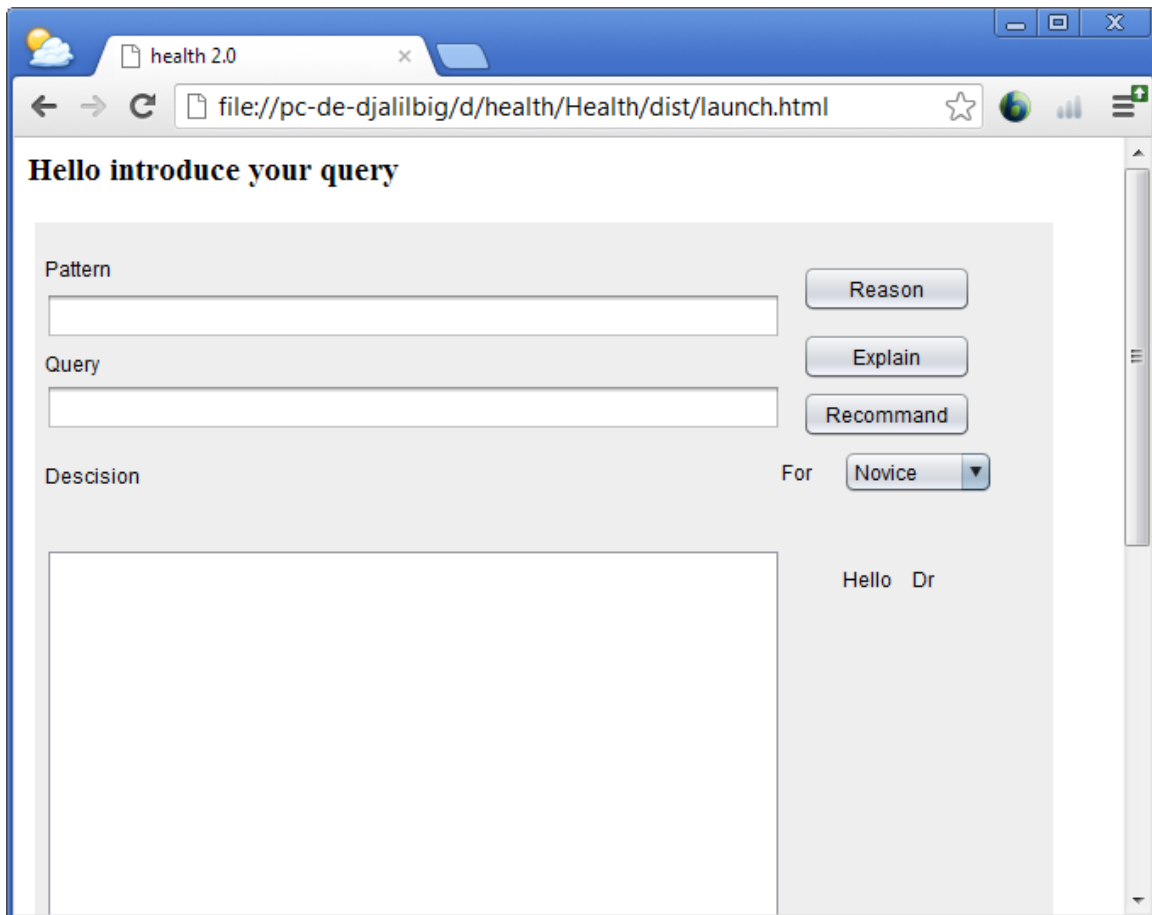 health 2.0
file://pc-de-djalilbig/d/health/Health/dist/launch.html
Hello introduce your query
Pattern
Reason
Query
Explain
Recommand
Descision
For Novice
Hello Dr